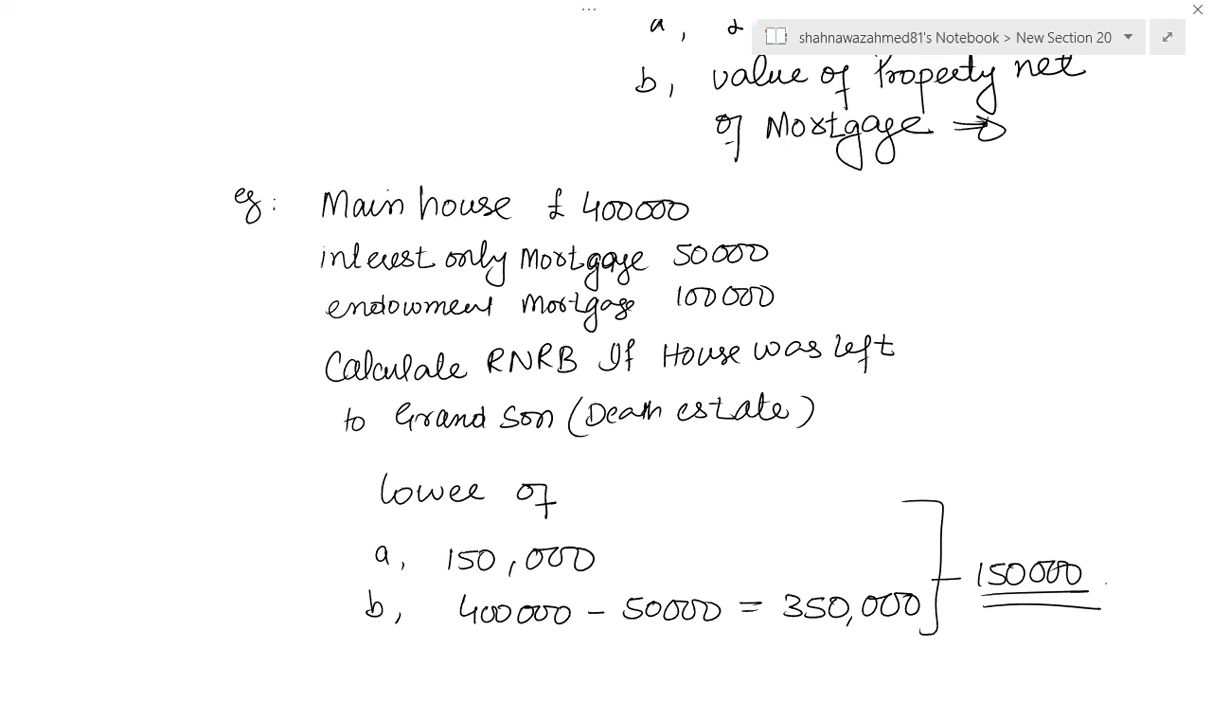 a,
shahnawazahmed81's Notebook > New Section 20
b, value of Property net
of Mortgage →
eg: Main house £ 400000
interest only Mortgage 50000
endowment Mortgage 100000
Calculate RNRB If House was left
to Grand Son (Death estate)
lower of
a, 150,000
b, 400000 - 50000 = 350,000
150000